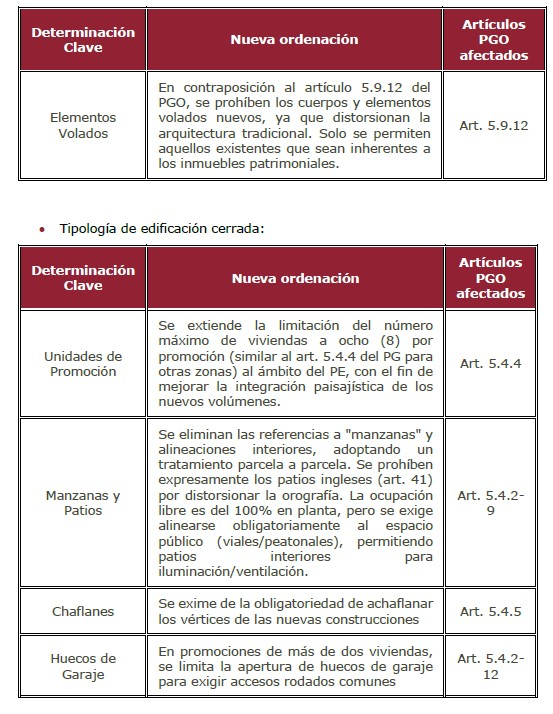 Determinación Clave
Nueva ordenación
Artículos PGO afectados
Elementos Volados
En contraposición al artículo 5.9.12 del
PGO, se prohíben los cuerpos y elementos
volados nuevos, ya que distorsionan la
arquitectura tradicional. Solo se permiten
aquellos existentes que sean inherentes a
los inmuebles patrimoniales.
Art. 5.9.12
• Tipología de edificación cerrada:
Determinación Clave
Nueva ordenación
Artículos PGO afectados
Unidades de Promoción
Se extiende la limitación del número
máximo de viviendas a ocho (8) por
promoción (similar al art. 5.4.4 del PG para
otras zonas) al ámbito del PE, con el fin de
mejorar la integración paisajística de los
nuevos volúmenes.
Art. 5.4.4
Manzanas y Patios
Se eliminan las referencias a "manzanas" y
alineaciones interiores, adoptando un
tratamiento parcela a parcela. Se prohíben
expresamente los patios ingleses (art. 41)
por distorsionar la orografía. La ocupación
libre es del 100% en planta, pero se exige
alinearse obligatoriamente al espacio
público (viales/peatonales), permitiendo
patios interiores para
iluminación/ventilación.
Art. 5.4.2-9
Chaflanes
Se exime de la obligatoriedad de achaflanar
los vértices de las nuevas construcciones
Art. 5.4.5
Huecos de Garaje
En promociones de más de dos viviendas,
se limita la apertura de huecos de garaje
para exigir accesos rodados comunes
Art. 5.4.2-12